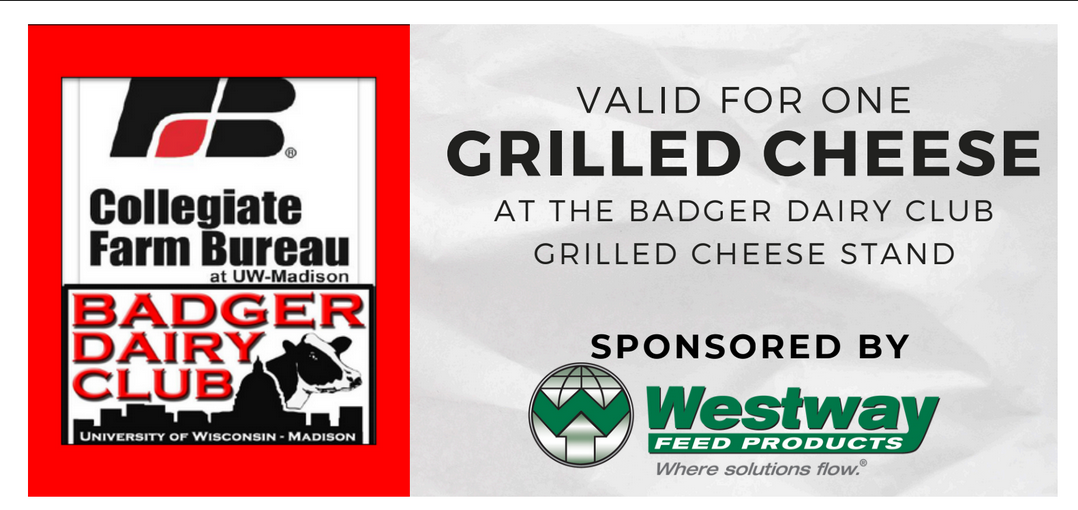 FB®
Collegiate
Farm Bureau
at UW-Madison
BADGER
DAIRY
CLUB
UNIVERSITY OF WISCONSIN - MADISON
VALID FOR ONE
GRILLED CHEESE
AT THE BADGER DAIRY CLUB
GRILLED CHEESE STAND
SPONSORED BY
Westway
FEED PRODUCTS
Where solutions flow.®